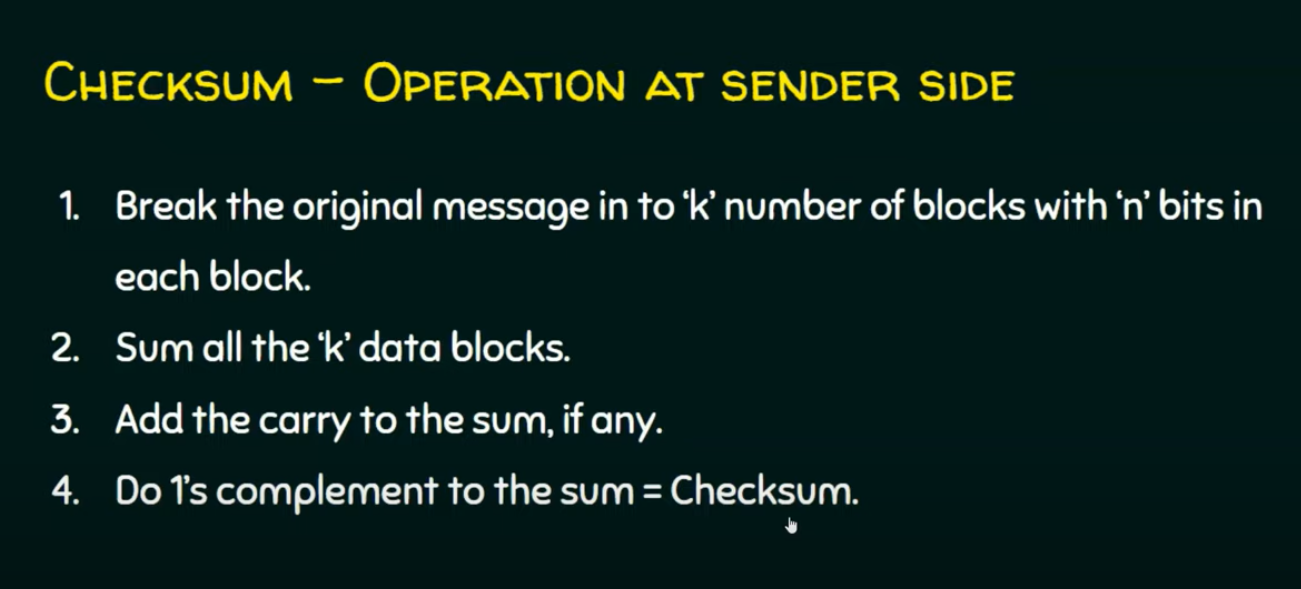 CHECKSUM – OPERATION AT SENDER SIDE
1. Break the original message in to ‘k’ number of blocks with ‘n’ bits in
each block.
2. Sum all the ‘k’ data blocks.
3. Add the carry to the sum, if any.
4. Do 1’s complement to the sum = Checksum.